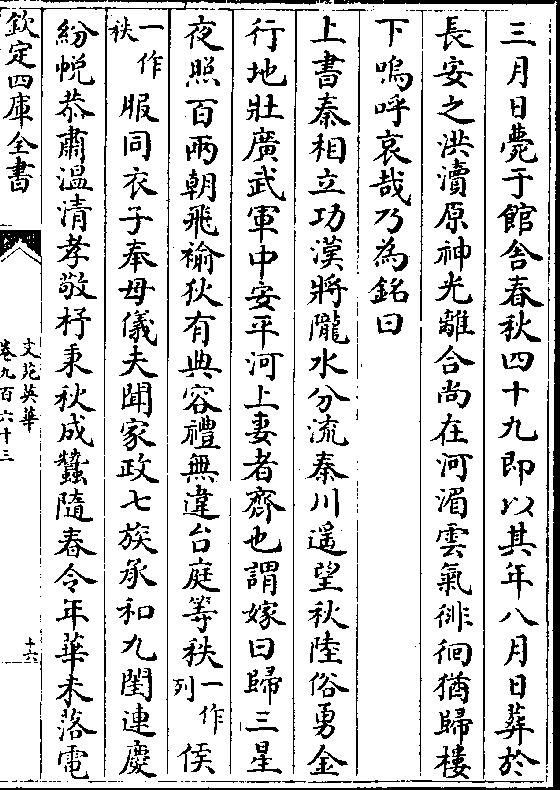 三月日薨于館舎春秋四十九即以其年八月日葬於
長安之洪瀆原神光離合尚在河湄雲氣徘徊猶歸樓
下嗚呼哀哉乃為銘曰
上書秦相立功漢將隴水分流秦川遥望秋陸俗勇金
行地壯廣武軍中安平河上妻者齊也謂嫁曰歸三星
夜照百兩朝飛褕狄有典容禮無違台庭等秩一作列侯
一作秩服同衣子奉母儀夫聞家政七族承和九閨連慶
紛帨恭肅溫清孝敬杼秉秋成蠶隨春令年華未落電
欽定四庫全書
文苑英華
卷九百六十三
十六